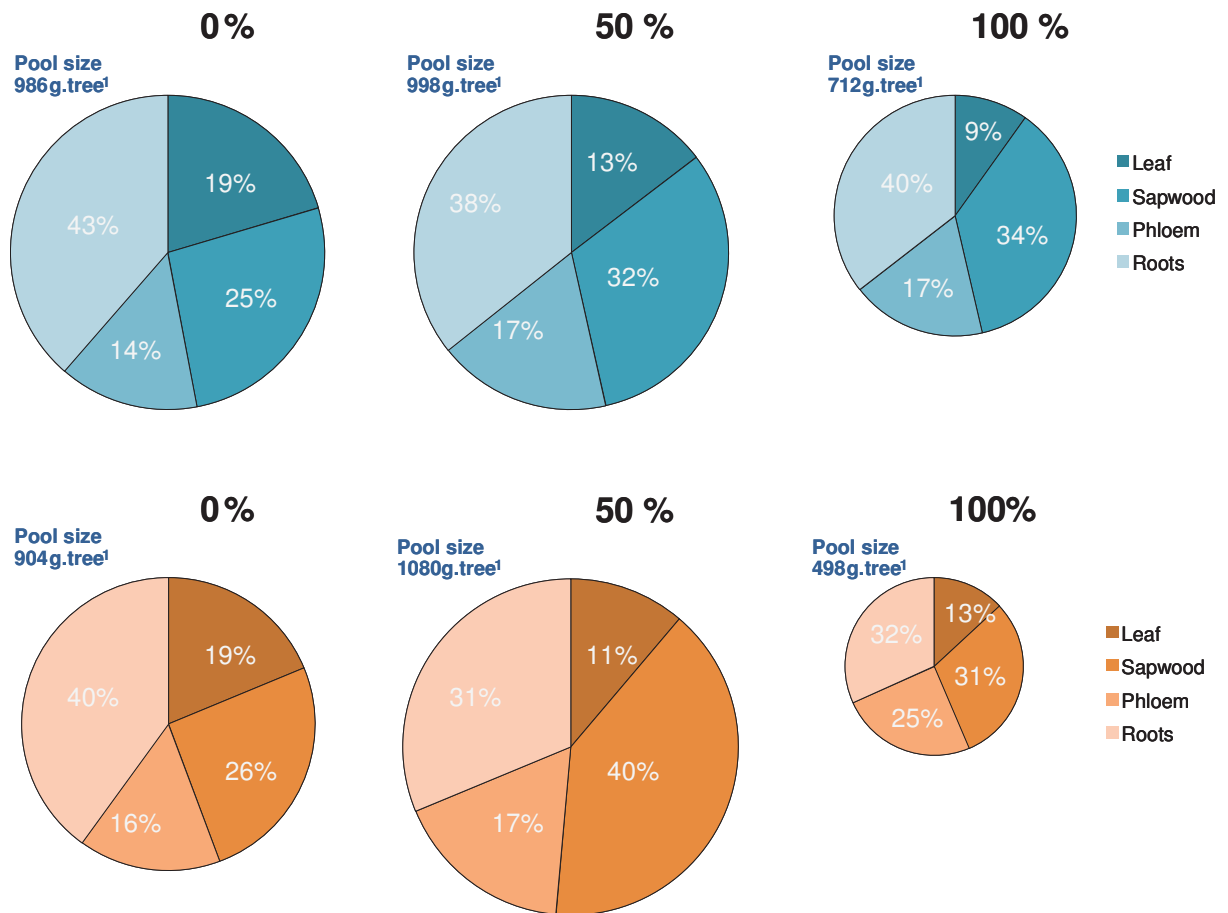 0%
50 %
100 %
Pool size
986g.tree¹
Pool size
998g.tree¹
Pool size
712g.tree¹
19%
25%
14%
43%
13%
32%
17%
38%
9%
34%
17%
40%
Leaf
Sapwood
Phloem
Roots
0%
50 %
100%
Pool size
904g.tree¹
Pool size
1080g.tree¹
Pool size
498g.tree¹
19%
26%
16%
40%
11%
40%
17%
31%
13%
31%
25%
32%
Leaf
Sapwood
Phloem
Roots